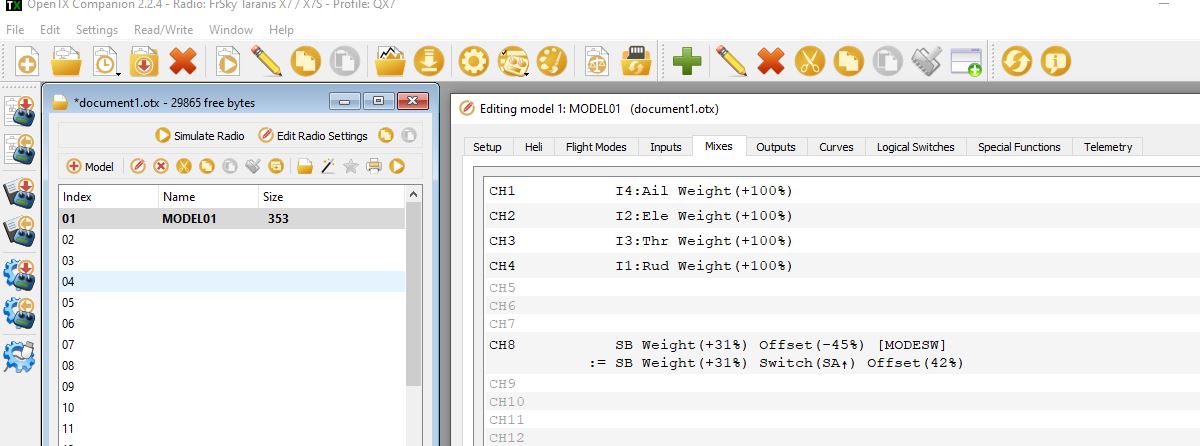 OpenTX Companion 2.2.4 - Radio: FrSky Taranis X7 / X7S - Profile: QX7
File Edit Settings Read/Write Window Help
*document1.otx - 29865 free bytes
Simulate Radio Edit Radio Settings
Model
Index Name Size
01 MODEL01 353
02
03
04
05
06
07
08
09
10
11
Editing model 1: MODEL01 (document1.otx)
Setup Heli Flight Modes Inputs Mixes Outputs Curves Logical Switches Special Functions Telemetry
CH1 I4:Ail Weight(+100%)
CH2 I2:Ele Weight(+100%)
CH3 I3:Thr Weight(+100%)
CH4 I1:Rud Weight(+100%)
CH5
CH6
CH7
CH8 SB Weight(+31%) Offset(-45%) [MODESW]
:= SB Weight(+31%) Switch(SA↑) Offset(42%)
CH9
CH10
CH11
CH12